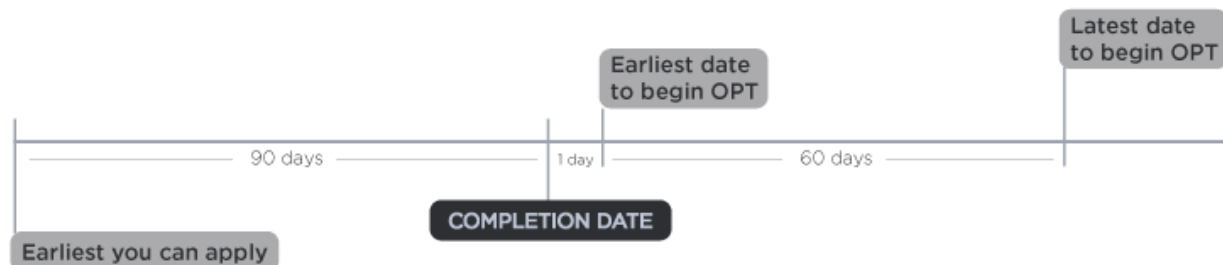 Latest date
to begin OPT
Earliest date
to begin OPT
90 days
1 day
60 days
COMPLETION DATE
Earliest you can apply